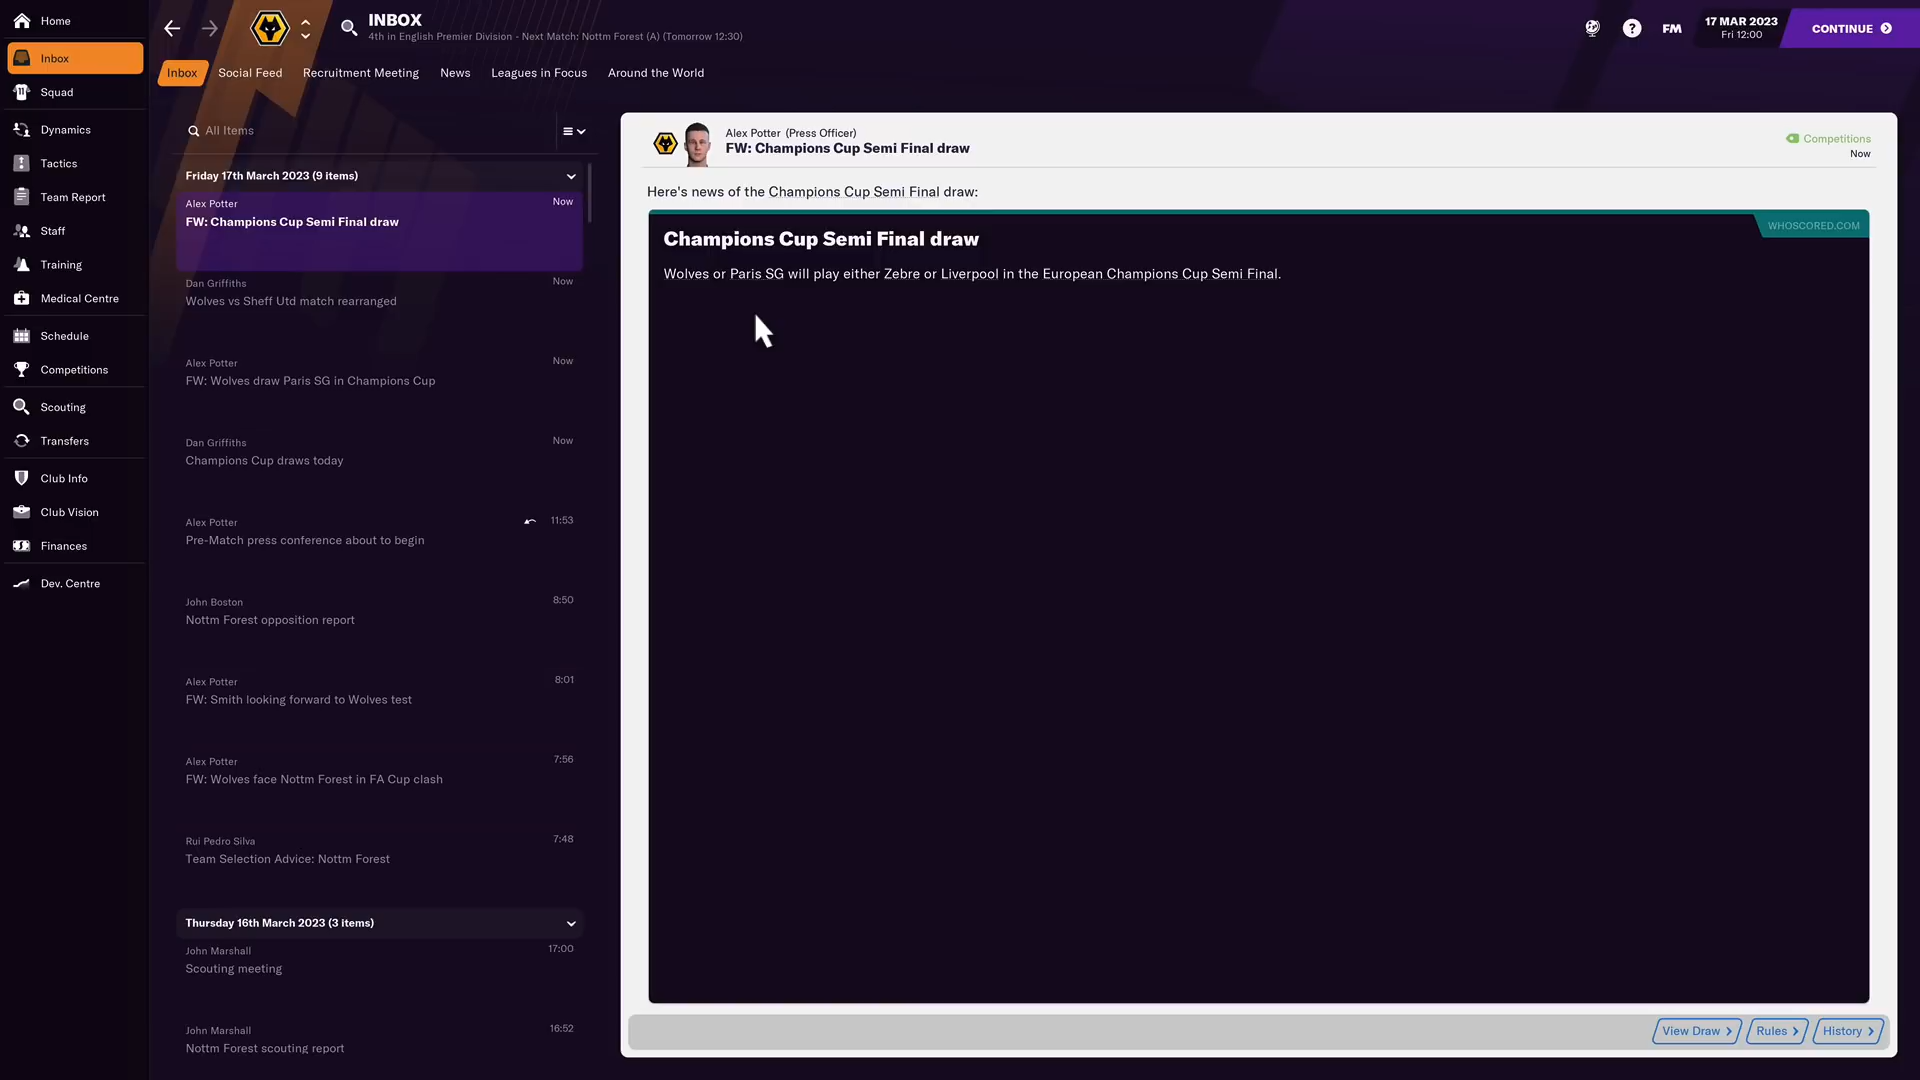 Home
Inbox
Squad
Dynamics
Tactics
Team Report
Staff
Training
Medical Centre
Schedule
Competitions
Scouting
Transfers
Club Info
Club Vision
Finances
Dev. Centre
INBOX
4th in English Premier Division - Next Match: Nottm Forest (A) (Tomorrow 12:30)
?
FM
17 MAR 2023
Fri 12:00
CONTINUE
Inbox Social Feed Recruitment Meeting News Leagues in Focus Around the World
All Items
Friday 17th March 2023 (9 items)
Alex Potter Now
FW: Champions Cup Semi Final draw
Dan Griffiths Now
Wolves vs Sheff Utd match rearranged
Alex Potter Now
FW: Wolves draw Paris SG in Champions Cup
Dan Griffiths Now
Champions Cup draws today
Alex Potter 11:53
Pre-Match press conference about to begin
John Boston 8:50
Nottm Forest opposition report
Alex Potter 8:01
FW: Smith looking forward to Wolves test
Alex Potter 7:56
FW: Wolves face Nottm Forest in FA Cup clash
Rui Pedro Silva 7:48
Team Selection Advice: Nottm Forest
Thursday 16th March 2023 (3 items)
John Marshall 17:00
Scouting meeting
John Marshall 16:52
Nottm Forest scouting report
Alex Potter (Press Officer)
FW: Champions Cup Semi Final draw
Competitions
Now
Here's news of the Champions Cup Semi Final draw:
WHOSCORED.COM
Champions Cup Semi Final draw
Wolves or Paris SG will play either Zebre or Liverpool in the European Champions Cup Semi Final.
View Draw Rules History